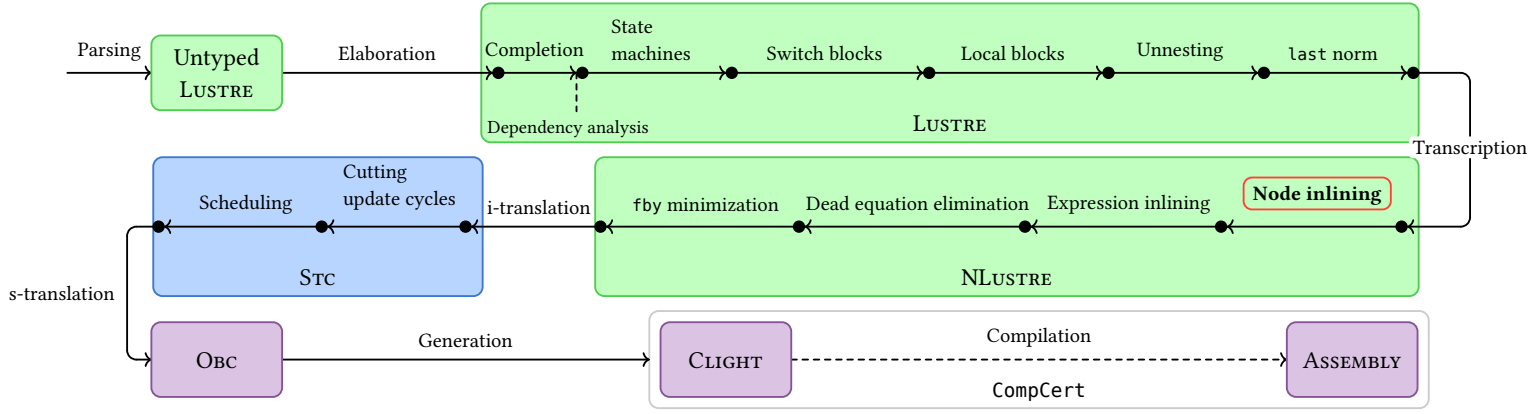 Parsing
Untyped
LUSTRE
Elaboration
Completion
State
machines
Switch blocks
Local blocks
Unnesting
last norm
Dependency analysis
LUSTRE
Transcription
Node inlining
Expression inlining
Dead equation elimination
fby minimization
NLUSTRE
i-translation
Cutting
update cycles
Scheduling
STC
s-translation
OBC
Generation
CLIGHT
Compilation
ASSEMBLY
CompCert